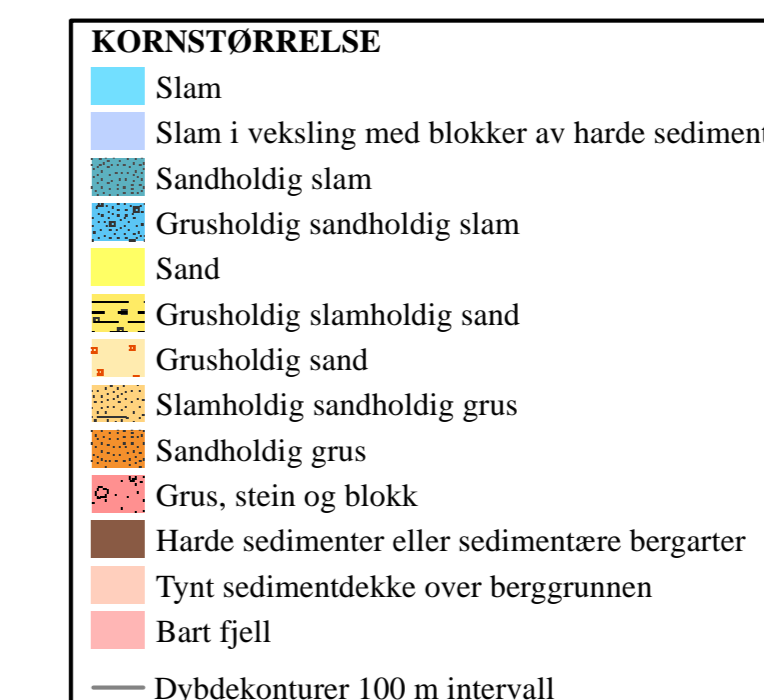 KORNSTØRRELSE
Slam
Slam i veksling med blokker av harde
Sandholdig slam
Grusholdig sandholdig slam
Sand
Grusholdig slamholdig sand
Grusholdig sand
Slamholdig sandholdig grus
Sandholdig grus
Grus, stein og blokk
Harde sedimenter eller sedimentære bergarter
Tynt sedimentdekke over berggrunnen
Bart fjell
Dybdekonturer 100 m intervall